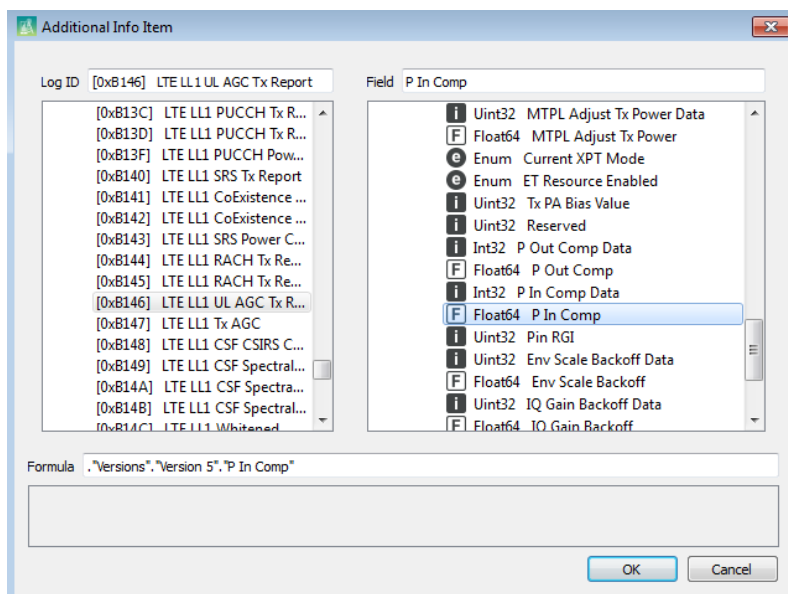 Additional Info Item
Log ID [0xB146] LTE LL1 UL AGC Tx Report
Field P In Comp
[0xB13C] LTE LL1 PUCCH Tx R...
[0xB13D] LTE LL1 PUCCH Tx R...
[0xB13F] LTE LL1 PUCCH Pow...
[0xB140] LTE LL1 SRS Tx Report
[0xB141] LTE LL1 CoExistence ...
[0xB142] LTE LL1 CoExistence ...
[0xB143] LTE LL1 SRS Power C...
[0xB144] LTE LL1 RACH Tx Re...
[0xB145] LTE LL1 RACH Tx Re...
[0xB146] LTE LL1 UL AGC Tx R...
[0xB147] LTE LL1 Tx AGC
[0xB148] LTE LL1 CSF CSIRS C...
[0xB149] LTE LL1 CSF Spectral...
[0xB14A] LTE LL1 CSF Spectra...
[0xB14B] LTE LL1 CSF Spectral...
[0xB14C] LTE LL1 Whitened
i Uint32 MTPL Adjust Tx Power Data
F Float64 MTPL Adjust Tx Power
e Enum Current XPT Mode
e Enum ET Resource Enabled
i Uint32 Tx PA Bias Value
i Uint32 Reserved
i Int32 P Out Comp Data
F Float64 P Out Comp
i Int32 P In Comp Data
F Float64 P In Comp
i Uint32 Pin RGI
i Uint32 Env Scale Backoff Data
F Float64 Env Scale Backoff
i Uint32 IQ Gain Backoff Data
F Float64 IQ Gain Backoff
Formula ."Versions"."Version 5"."P In Comp"
OK
Cancel